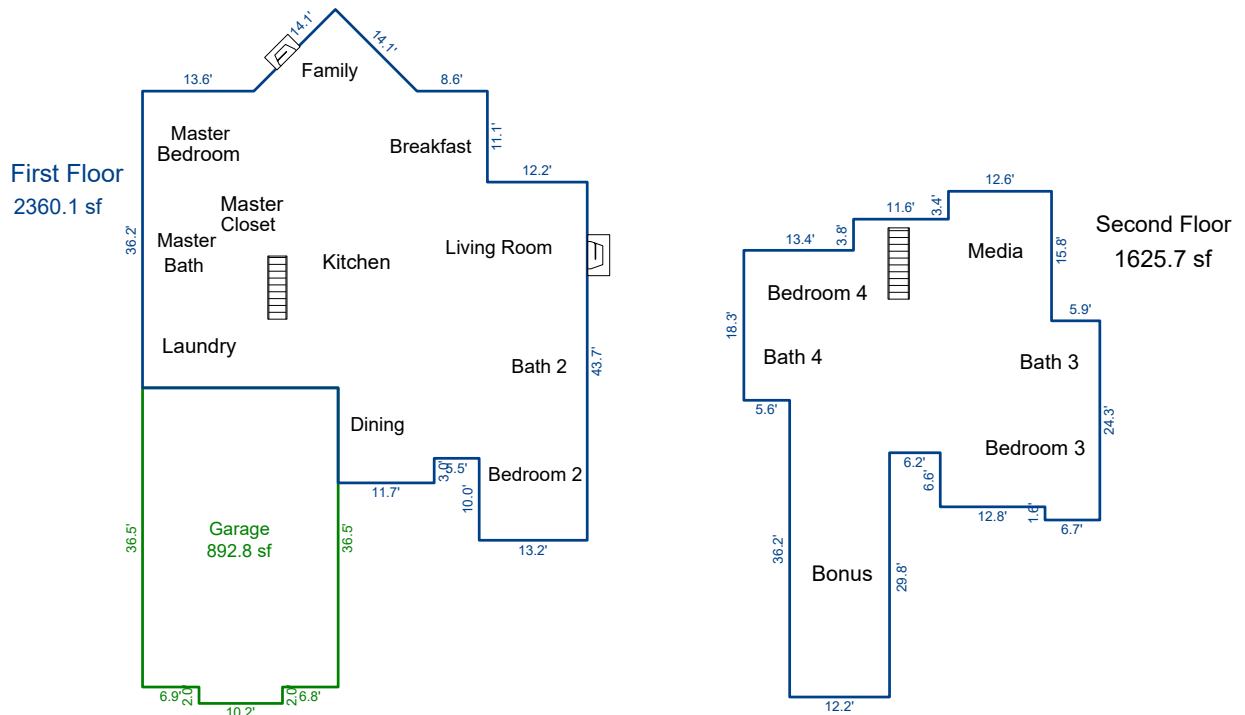 14.1'
14.1'
Family
13.6'
8.6'
Master
Bedroom
Breakfast
11.1'
First Floor
2360.1 sf
12.2'
Master
Closet
36.2'
Master
Bath
Kitchen
Living Room
Laundry
Bath 2
43.7'
Dining
3.0'
5.5'
Bedroom 2
11.7'
10.0'
13.2'
36.5'
Garage
892.8 sf
36.5'
6.9'
2.0'
10.2'
2.0'
6.8'
12.6'
11.6'
3.4'
Second Floor
1625.7 sf
13.4'
3.8'
Media
15.8'
Bedroom 4
18.3'
5.9'
Bath 4
Bath 3
5.6'
24.3'
Bedroom 3
6.2'
6.6'
12.8'
1.6'
6.7'
36.2'
Bonus
29.8'
12.2'